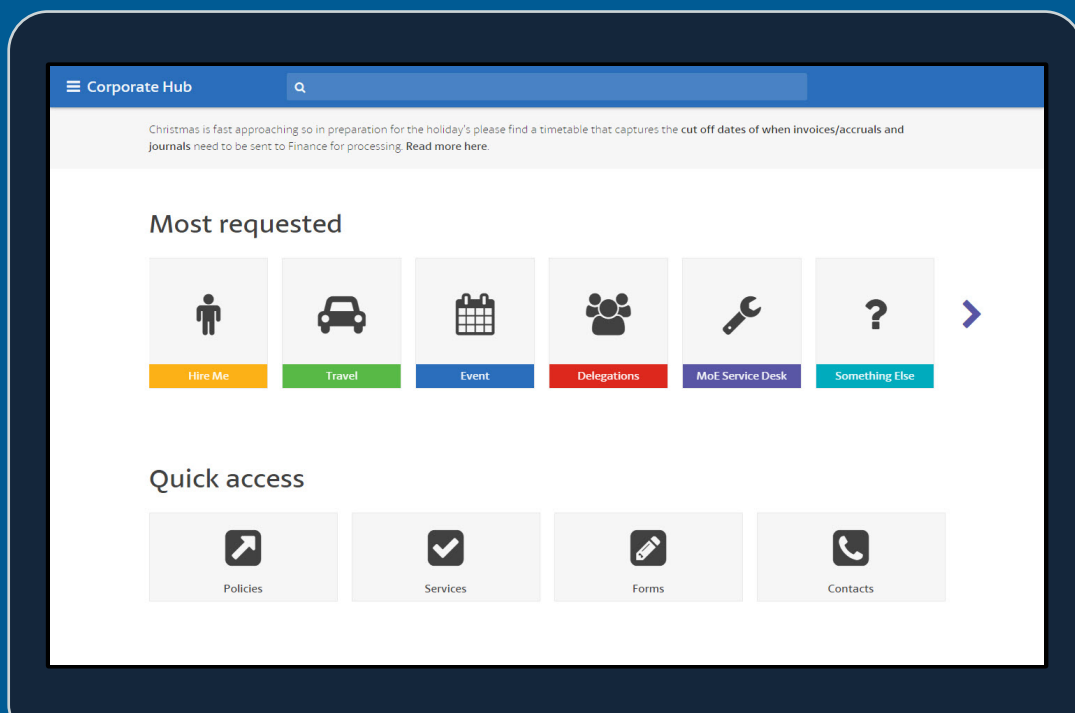 Corporate Hub
Christmas is fast approaching so in preparation for the holiday's please find a timetable that captures the cut off dates of when invoices/accruals and
journals need to be sent to Finance for processing. Read more here.
Most requested
Hire Me
Travel
Event
Delegations
MoE Service Desk
Something Else
Quick access
Policies
Services
Forms
Contacts